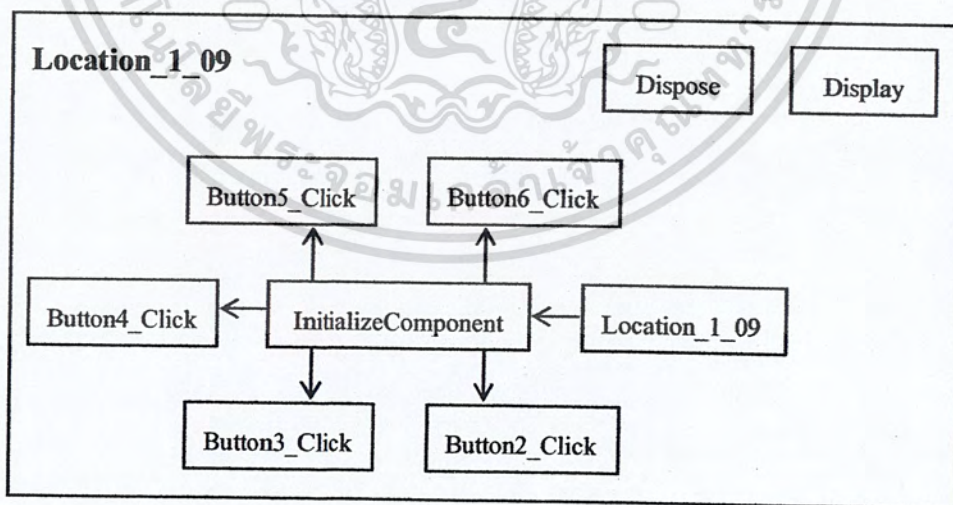 Location_1_09
Dispose
Display
Button5_Click
Button6_Click
Button4_Click
InitializeComponent
Location_1_09
Button3_Click
Button2_Click